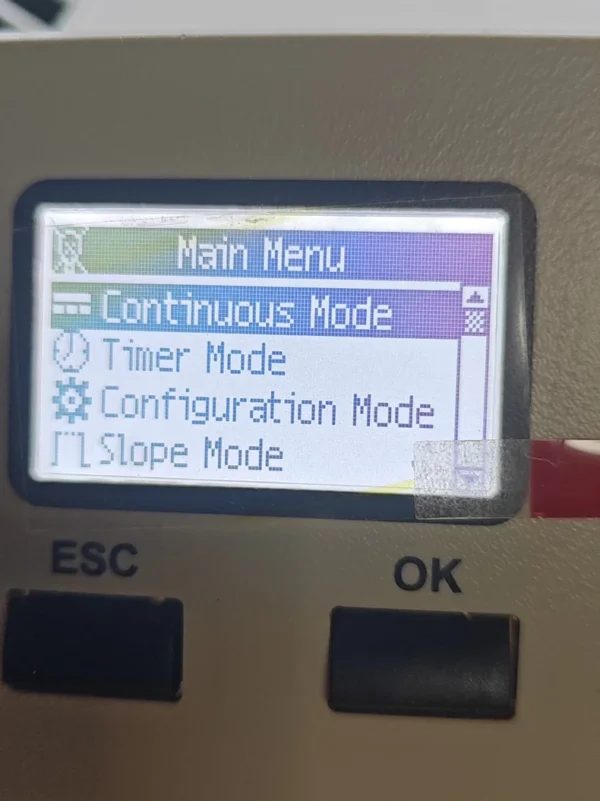 Main Menu
Continuous Mode
Timer Mode
Configuration Mode
Slope Mode
ESC
OK